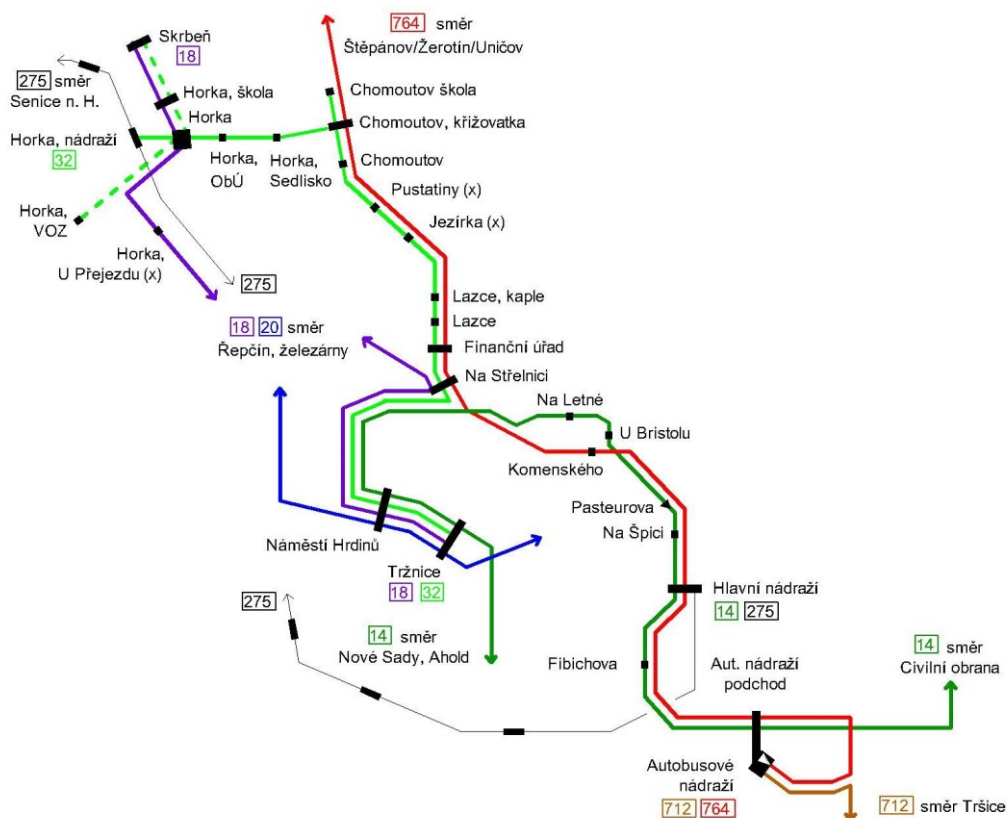 764 směr
Štěpánov/Žerotín/Uničov
Skrbeň
18
275 směr
Senice n. H.
Horka, škola
Horka
Chomoutov škola
Chomoutov, křižovatka
Horka, nádraží
32
Horka,
ObÚ
Horka,
Sedlisko
Chomoutov
Pustatiny (x)
Jezírka (x)
Horka,
VOZ
Horka,
U Přejezdu (x)
275
Lazce, kaple
Lazce
Finanční úřad
18 20 směr
Řepčín, železárny
Na Střelnici
Na Letné
U Bristolu
Komenského
Pasteurova
Na Špici
Náměstí Hrdinů
Tržnice
18 32
Hlavní nádraží
14 275
275
14 směr
Nové Sady, Ahold
Fibichova
Aut. nádraží
podchod
14 směr
Civilní obrana
Autobusové
nádraží
712 764
712 směr Tršice